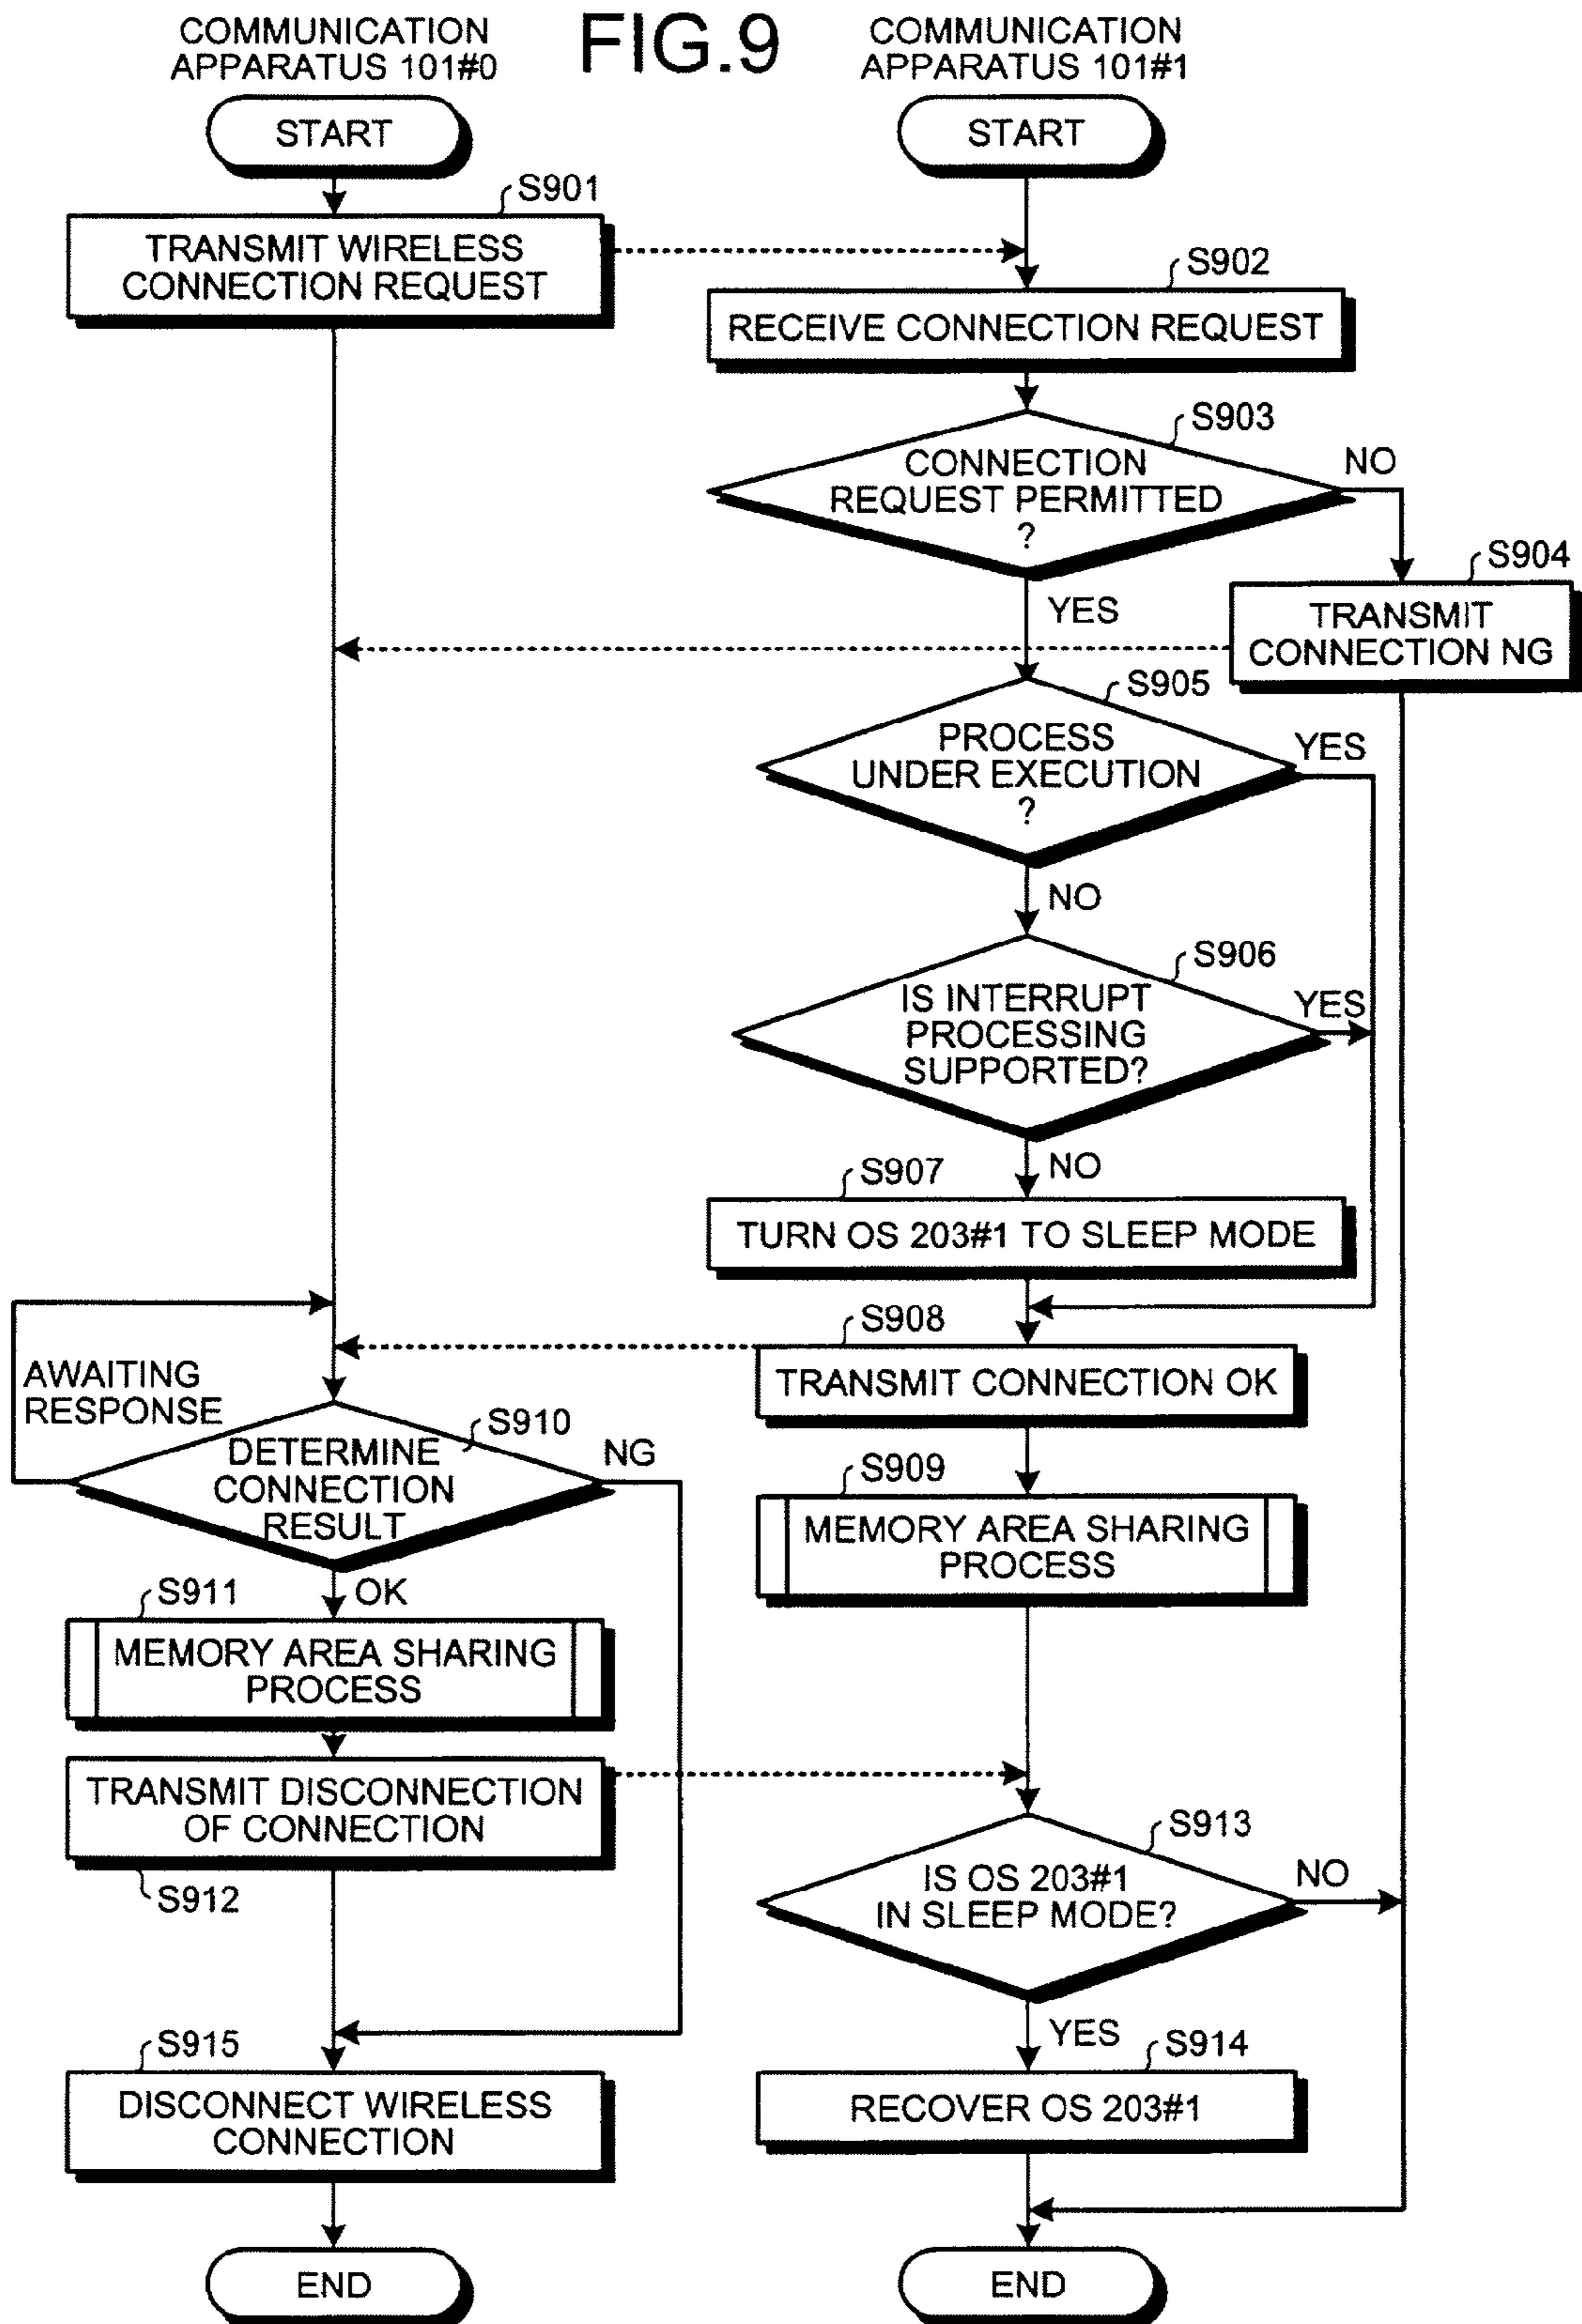 COMMUNICATION
APPARATUS 101#0
FIG.9
COMMUNICATION
APPARATUS 101#1
START
START
S901
TRANSMIT WIRELESS
CONNECTION REQUEST
S902
RECEIVE CONNECTION REQUEST
S903
CONNECTION
REQUEST PERMITTED
?
NO
YES
S904
TRANSMIT
CONNECTION NG
S905
PROCESS
UNDER EXECUTION
?
YES
NO
S906
IS INTERRUPT
PROCESSING
SUPPORTED?
YES
NO
S907
TURN OS 203#1 TO SLEEP MODE
S908
TRANSMIT CONNECTION OK
AWAITING
RESPONSE
S910
DETERMINE
CONNECTION
RESULT
NG
OK
S909
MEMORY AREA SHARING
PROCESS
S911
MEMORY AREA SHARING
PROCESS
TRANSMIT DISCONNECTION
OF CONNECTION
S912
S913
IS OS 203#1
IN SLEEP MODE?
NO
YES
S914
RECOVER OS 203#1
S915
DISCONNECT WIRELESS
CONNECTION
END
END